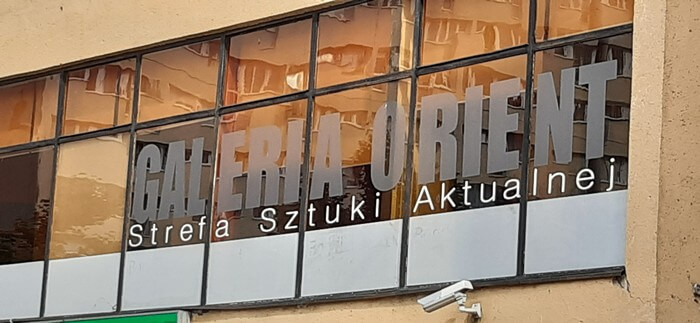 GALERIA ORIENT
Strefa Sztuki Aktualnej